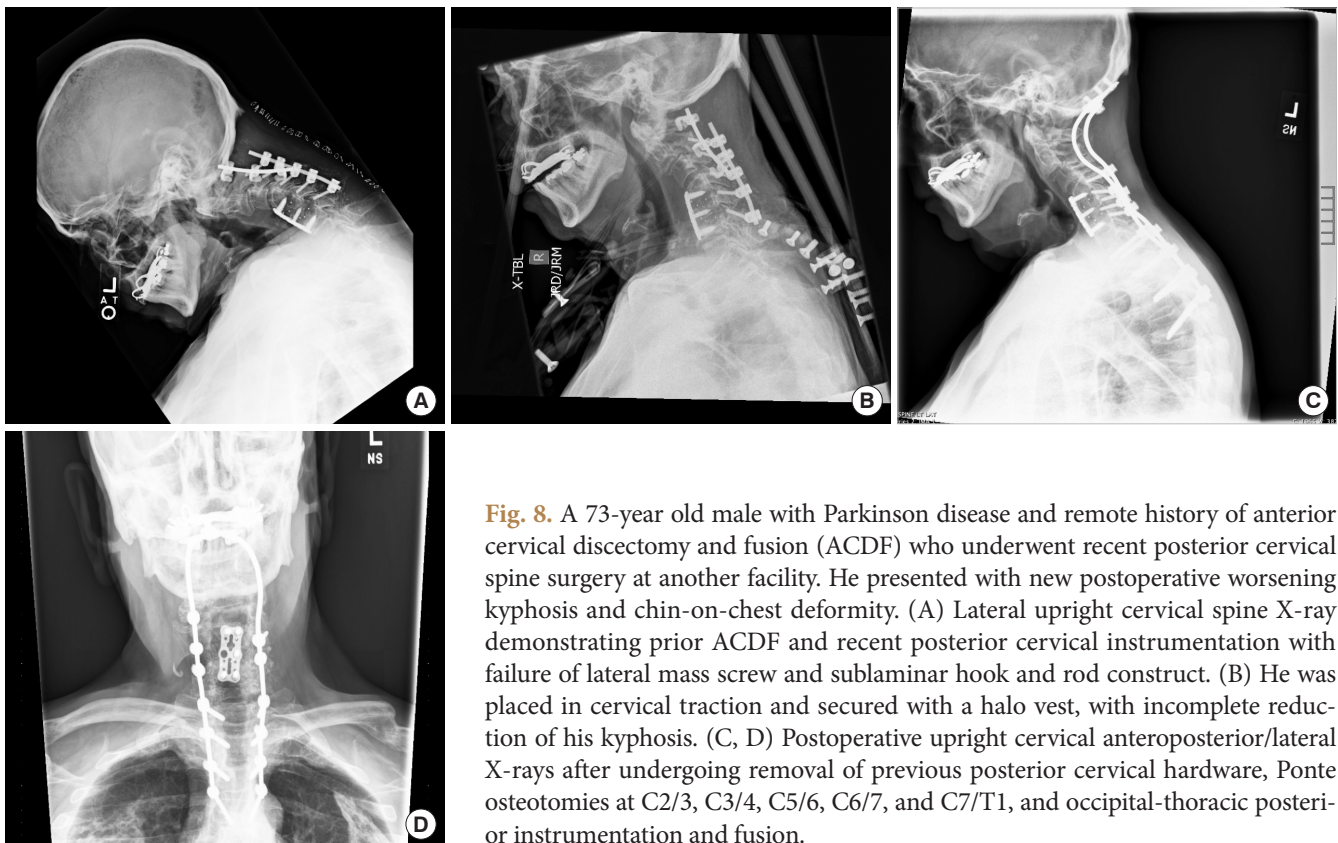 L
A T
O
A
X-TBL
R
JRD/JRM
B
L
SN
SPINE LT LAT
C
L
NS
D
Fig. 8. A 73-year old male with Parkinson disease and remote history of anterior
cervical discectomy and fusion (ACDF) who underwent recent posterior cervical
spine surgery at another facility. He presented with new postoperative worsening
kyphosis and chin-on-chest deformity. (A) Lateral upright cervical spine X-ray
demonstrating prior ACDF and recent posterior cervical instrumentation with
failure of lateral mass screw and sublaminar hook and rod construct. (B) He was
placed in cervical traction and secured with a halo vest, with incomplete reduc-
tion of his kyphosis. (C, D) Postoperative upright cervical anteroposterior/lateral
X-rays after undergoing removal of previous posterior cervical hardware, Ponte
osteotomies at C2/3, C3/4, C5/6, C6/7, and C7/T1, and occipital-thoracic posteri-
or instrumentation and fusion.